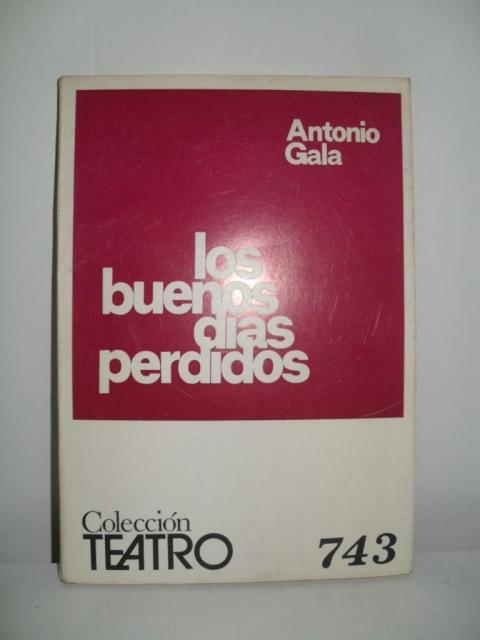 Antonio
Gala
los
buenos
días
perdidos
Colección
TEATRO
743